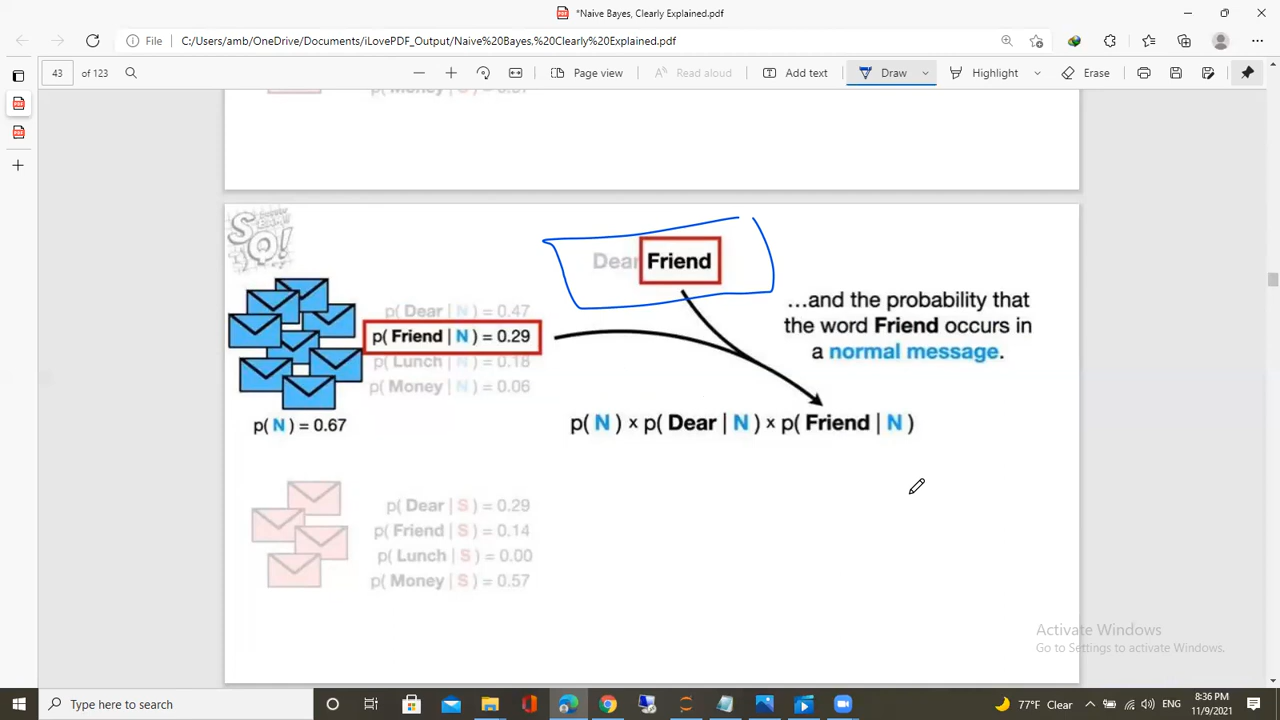 *Naive Bayes, Clearly Explained.pdf
File C:/Users/amb/OneDrive/Documents/iLovePDF_Output/Naive%20Bayes,%20Clearly%20Explained.pdf
43 of 123 Page view Read aloud Add text Draw Highlight Erase
SQ!
Dear Friend
p( Dear | N ) = 0.47
p( Friend | N ) = 0.29
p( Lunch | N ) = 0.18
p( Money | N ) = 0.06
p( N ) = 0.67
...and the probability that
the word Friend occurs in
a normal message.
p( N ) × p( Dear | N ) × p( Friend | N )
p( Dear | S ) = 0.29
p( Friend | S ) = 0.14
p( Lunch | S ) = 0.00
p( Money | S ) = 0.57
Activate Windows
Go to Settings to activate Windows.
Type here to search
77°F Clear
ENG
8:36 PM
11/9/2021